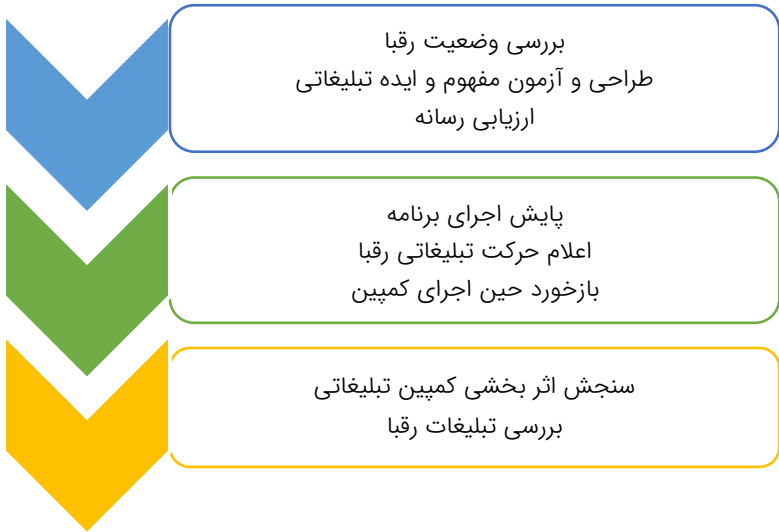 بررسی وضعیت رقبا
طراحی و آزمون مفهوم و ایده تبلیغاتی
ارزیابی رسانه
پایش اجرای برنامه
اعلام حرکت تبلیغاتی رقبا
بازخورد حین اجرای کمپین
سنجش اثر بخشی کمپین تبلیغاتی
بررسی تبلیغات رقبا